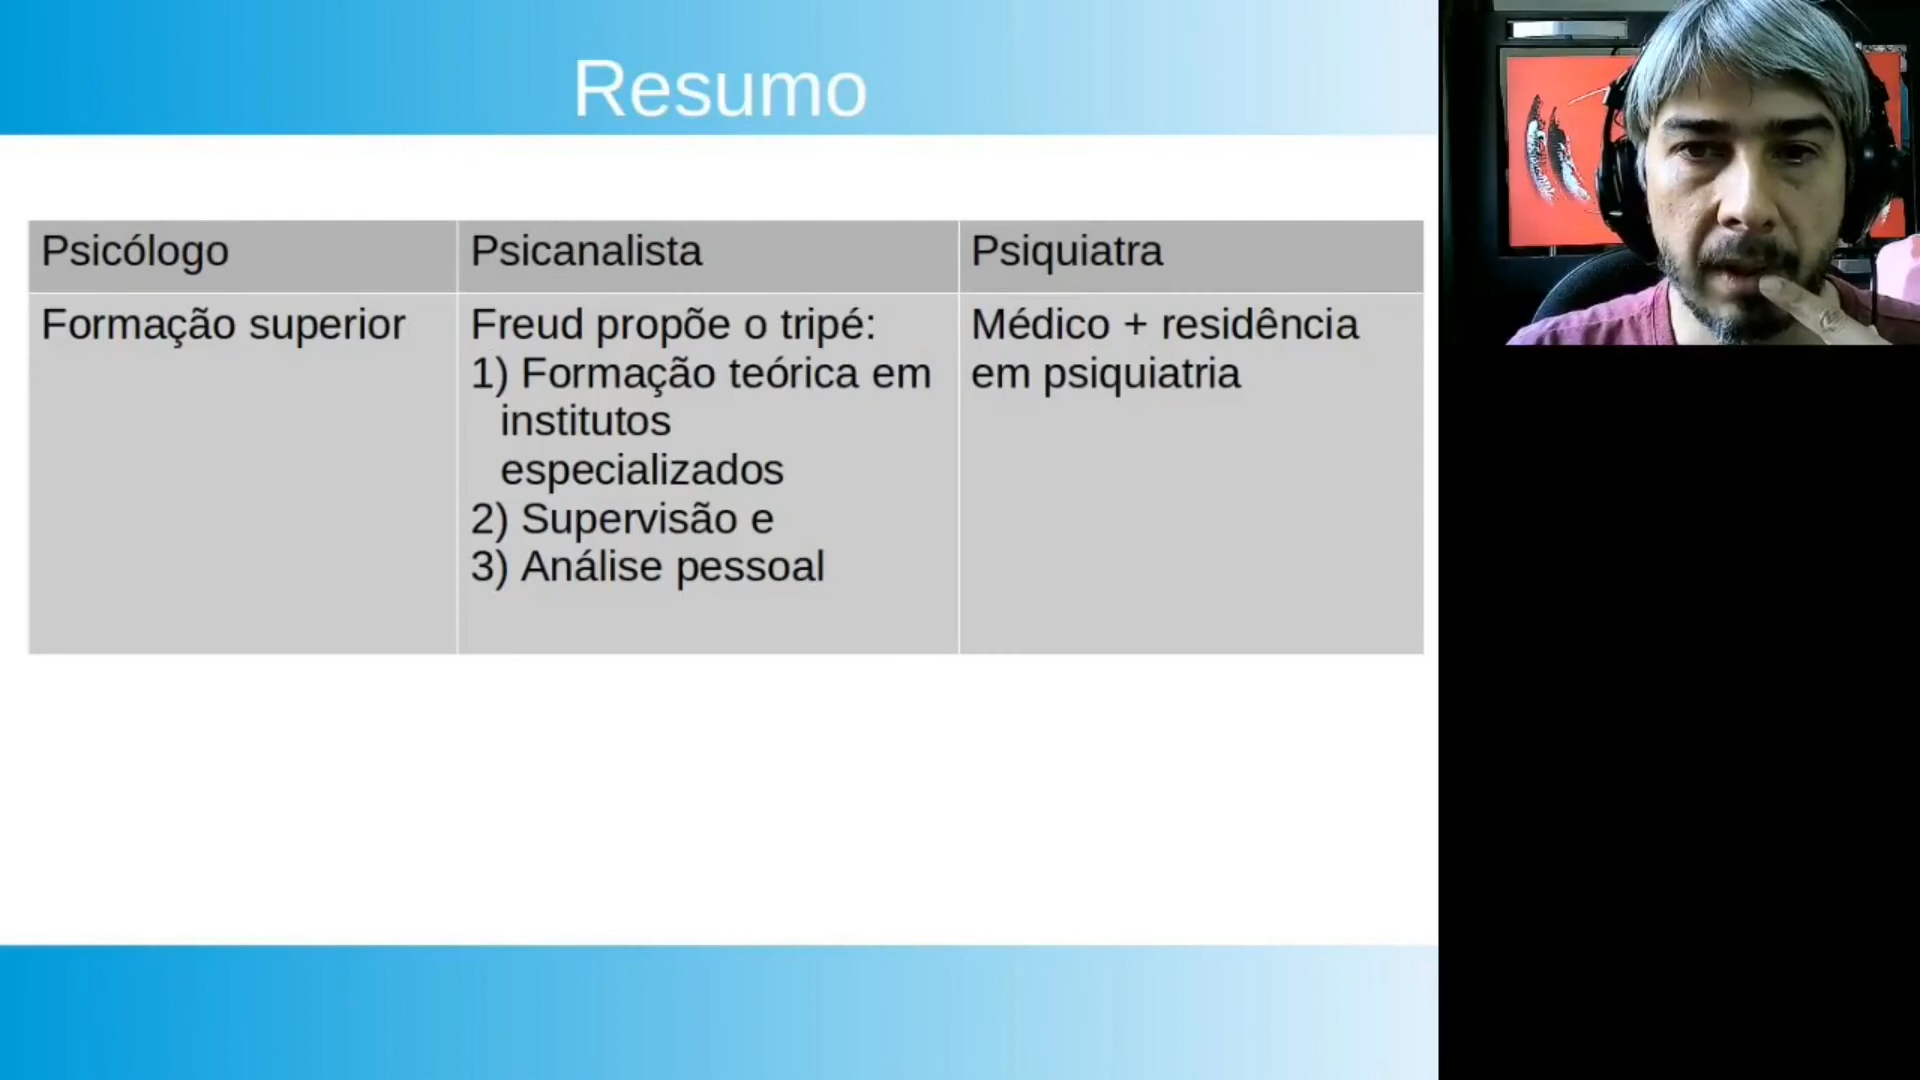 Resumo
Psicólogo
Psicanalista
Psiquiatra
Formação superior
Freud propõe o tripé:
1) Formação teórica em
institutos
especializados
2) Supervisão e
3) Análise pessoal
Médico + residência
em psiquiatria